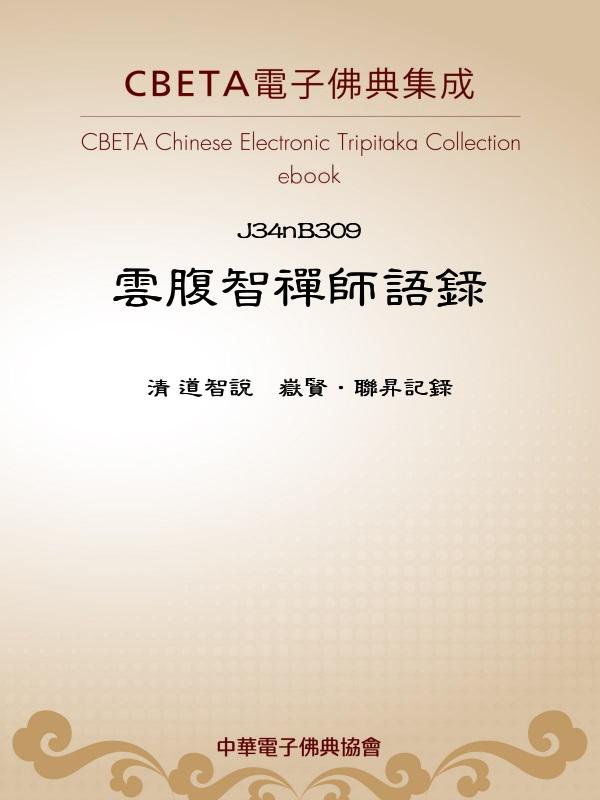 CBETA電子佛典集成
CBETA Chinese Electronic Tripitaka Collection
ebook
J34nB309
雲腹智禪師語錄
清 道智說　嶽賢・聯昇記錄
中華電子佛典協會